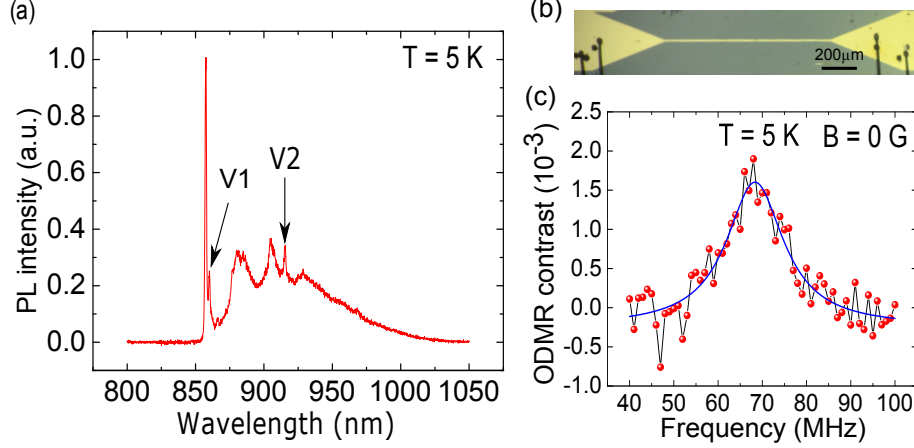 (a)
T = 5 K
V1
V2
PL intensity (a.u.)
1.0
0.8
0.6
0.4
0.2
0.0
800 850 900 950 1000 1050
Wavelength (nm)
(b)
200μm
(c)
T = 5 K B = 0 G
ODMR contrast (10⁻³)
2.5
2.0
1.5
1.0
0.5
0.0
-0.5
-1.0
40 50 60 70 80 90 100
Frequency (MHz)